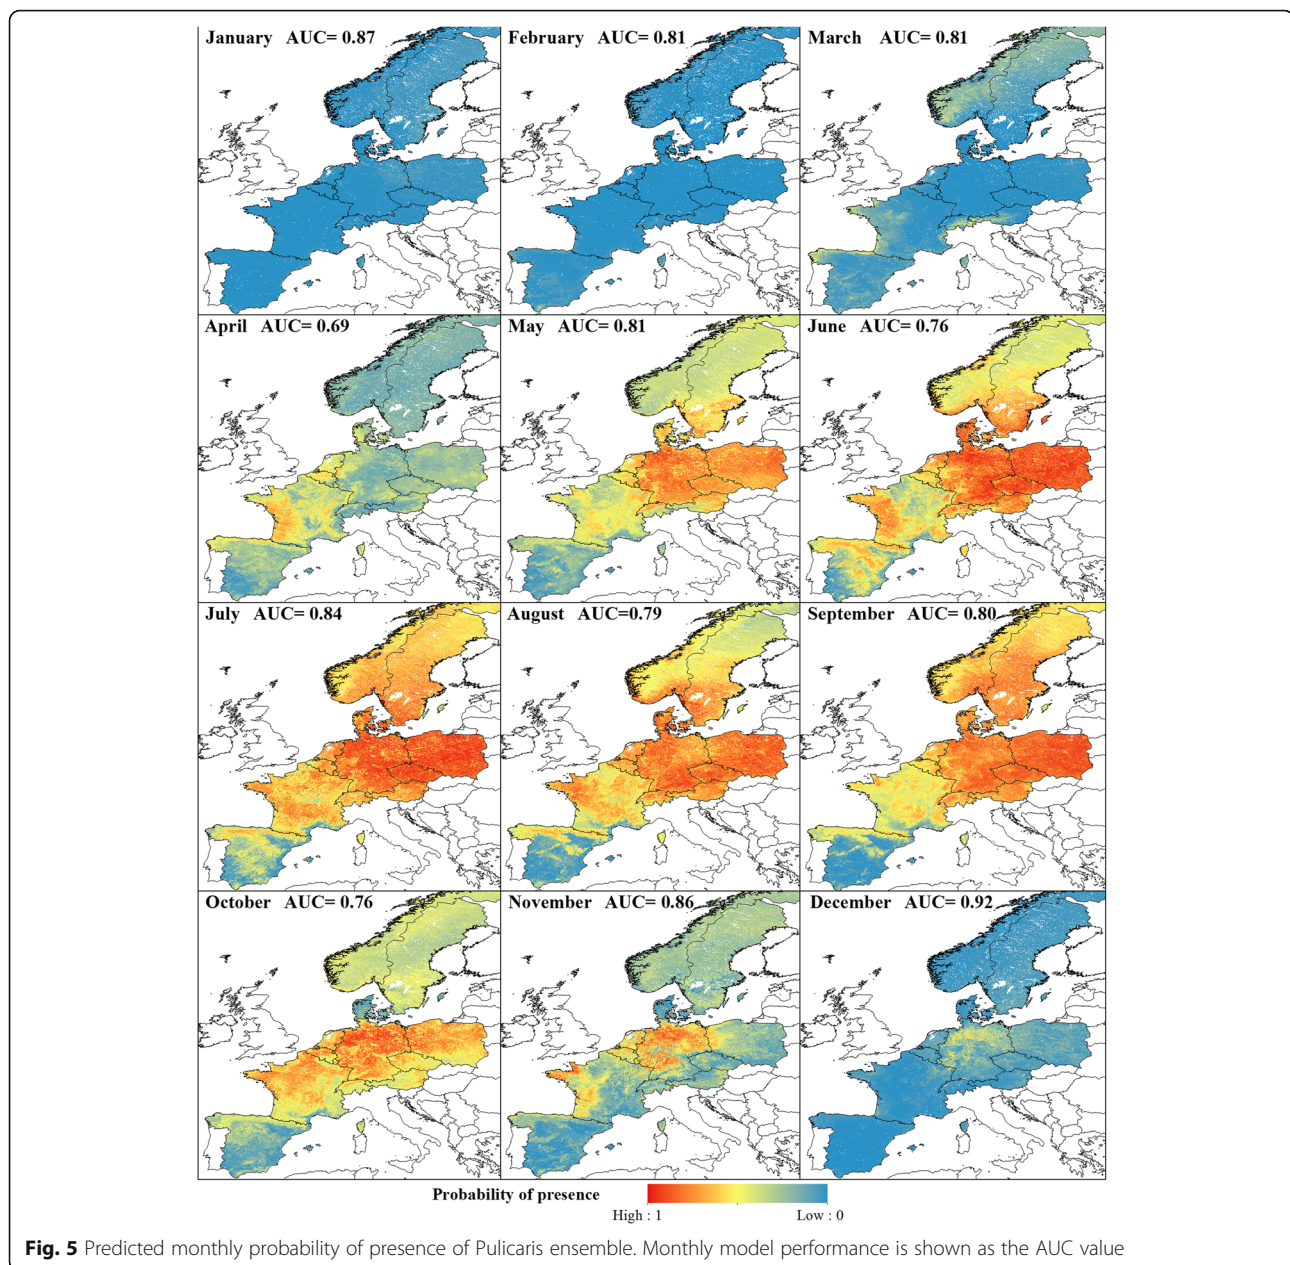 January AUC= 0.87
February AUC= 0.81
March AUC= 0.81
April AUC= 0.69
May AUC= 0.81
June AUC= 0.76
July AUC= 0.84
August AUC=0.79
September AUC= 0.80
October AUC= 0.76
November AUC= 0.86
December AUC= 0.92
Probability of presence
High : 1 Low : 0
Fig. 5 Predicted monthly probability of presence of Pulicaris ensemble. Monthly model performance is shown as the AUC value